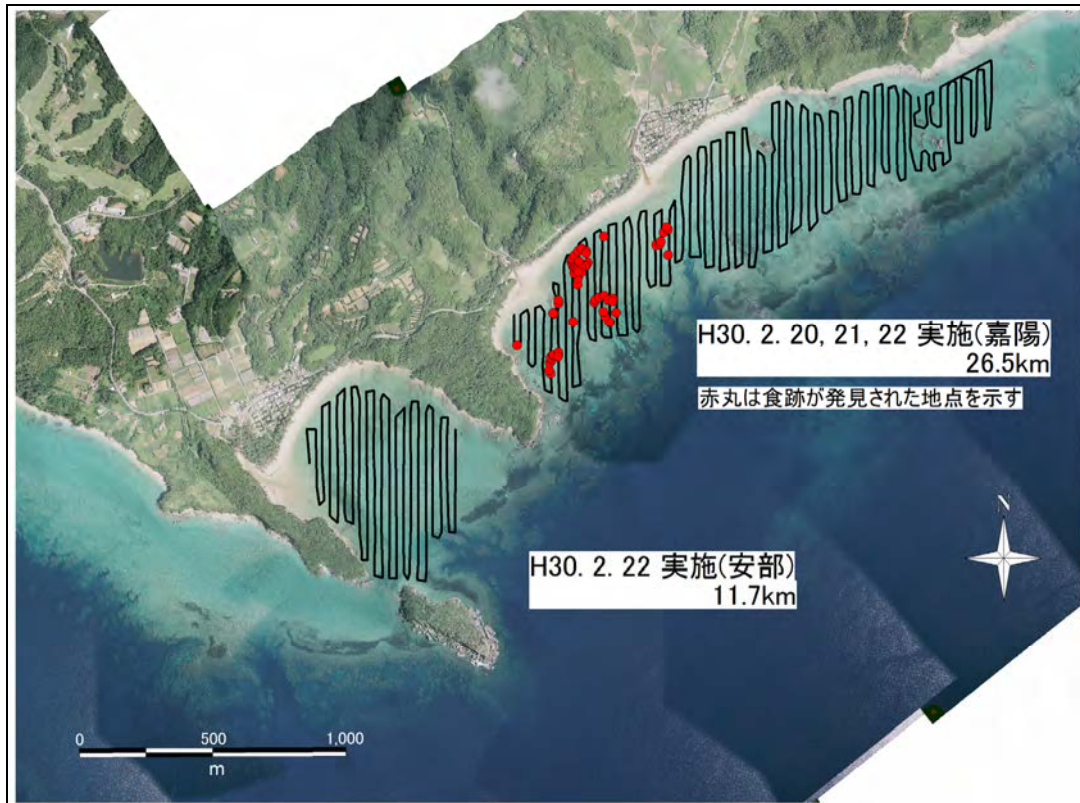 H30. 2. 20, 21, 22 実施(嘉陽)
26.5km
赤丸は食跡が発見された地点を示す
N
H30. 2. 22 実施(安部)
11.7km
0 500 1,000
m